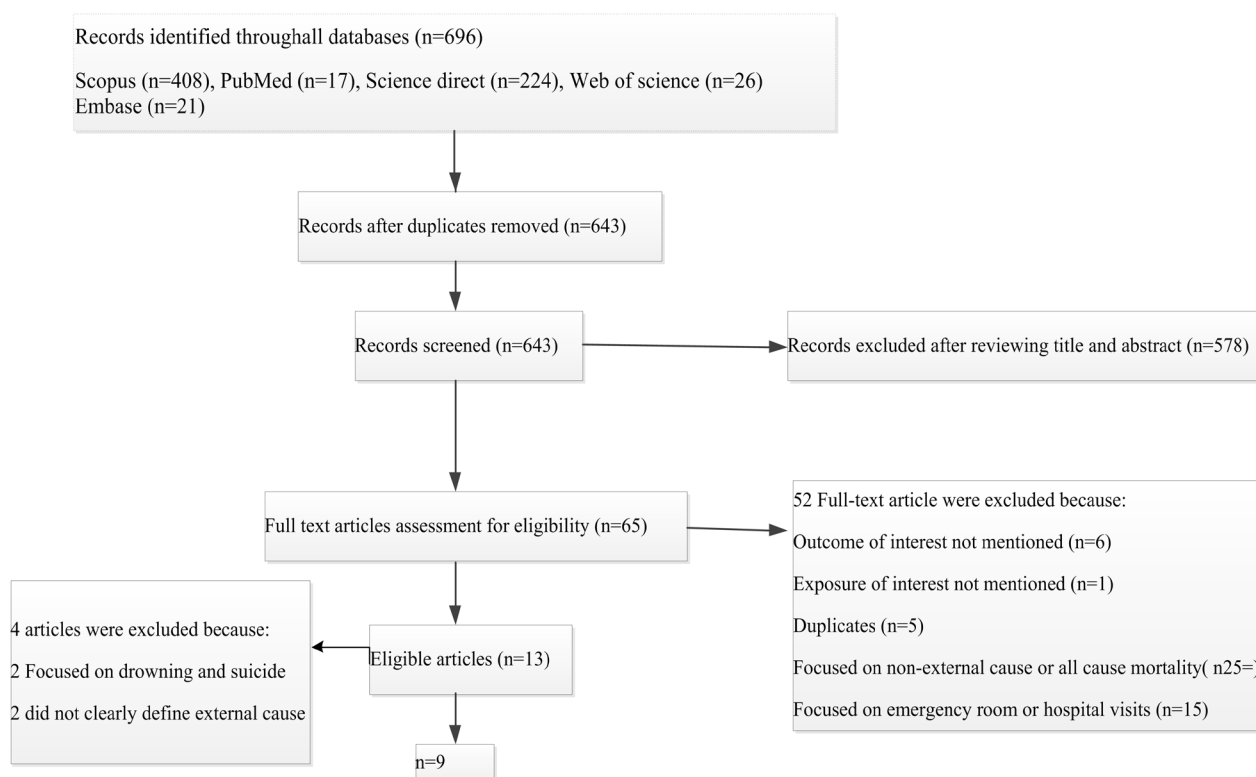 Records identified throughall databases (n=696)
Scopus (n=408), PubMed (n=17), Science direct (n=224), Web of science (n=26)
Embase (n=21)
Records after duplicates removed (n=643)
Records screened (n=643)
Records excluded after reviewing title and abstract (n=578)
Full text articles assessment for eligibility (n=65)
52 Full-text article were excluded because:
Outcome of interest not mentioned (n=6)
Exposure of interest not mentioned (n=1)
Duplicates (n=5)
Focused on non-external cause or all cause mortality( n25=)
Focused on emergency room or hospital visits (n=15)
Eligible articles (n=13)
4 articles were excluded because:
2 Focused on drowning and suicide
2 did not clearly define external cause
n=9